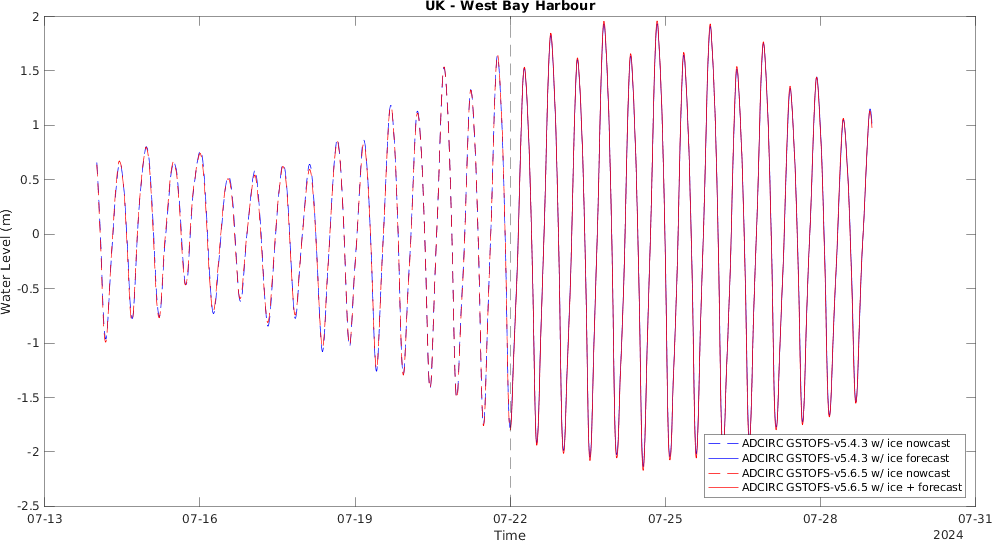 UK - West Bay Harbour
2
1.5
1
0.5
0
-0.5
-1
-1.5
-2
-2.5
Water Level (m)
ADCIRC GSTOFS-v5.4.3 w/ ice nowcast
ADCIRC GSTOFS-v5.4.3 w/ ice forecast
ADCIRC GSTOFS-v5.6.5 w/ ice nowcast
ADCIRC GSTOFS-v5.6.5 w/ ice + forecast
07-13 07-16 07-19 07-22 07-25 07-28 07-31
Time
2024